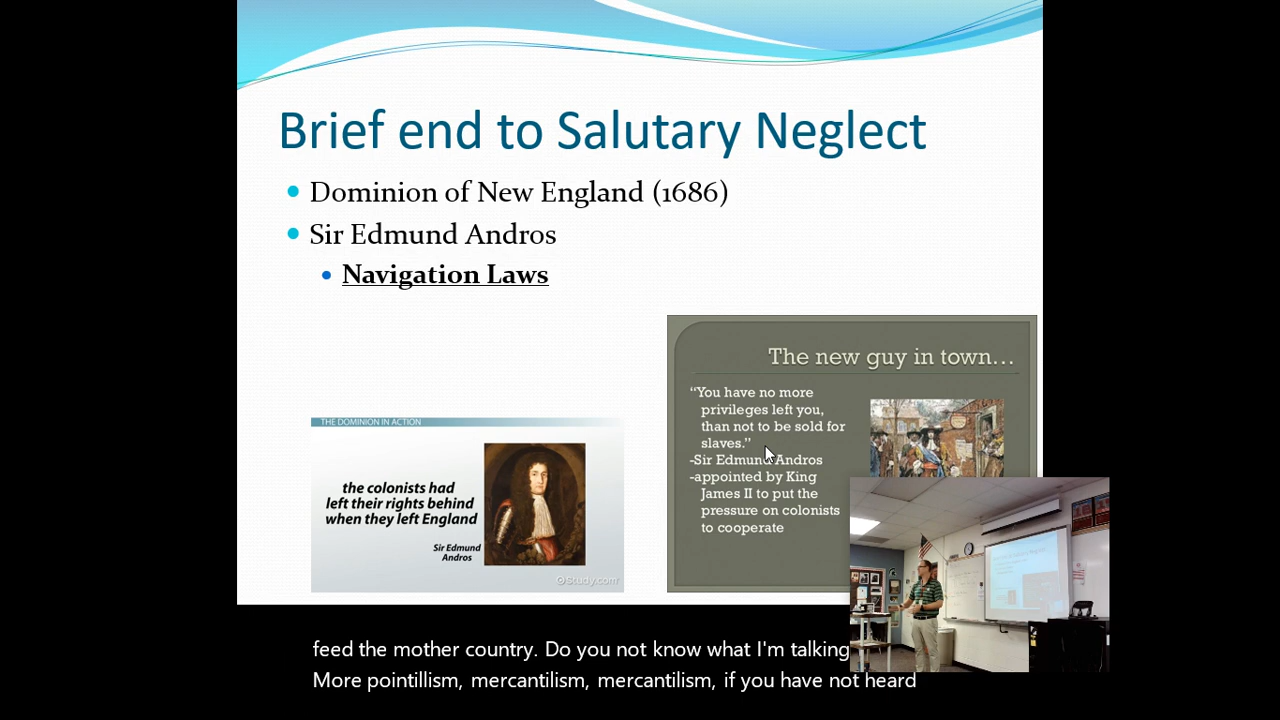 Brief end to Salutary Neglect
Dominion of New England (1686)
Sir Edmund Andros
Navigation Laws
The new guy in town…
“You have no more
privileges left you,
than not to be sold for
slaves.”
-Sir Edmund Andros
-appointed by King
James II to put the
pressure on colonists
to cooperate
THE DOMINION IN ACTION
the colonists had
left their rights behind
when they left England
Sir Edmund
Andros
Study.com
feed the mother country. Do you not know what I'm talking
More pointillism, mercantilism, mercantilism, if you have not heard